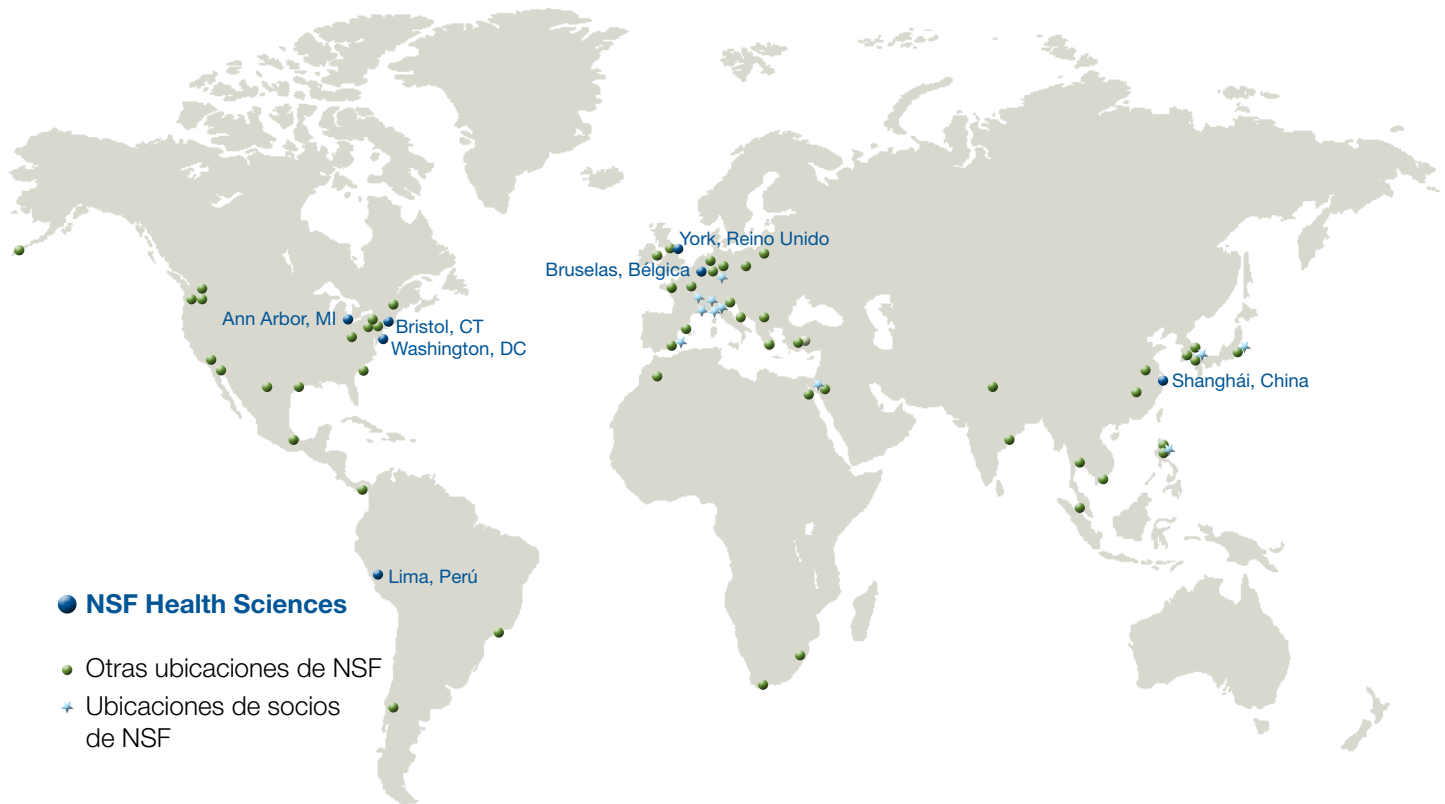 York, Reino Unido
Bruselas, Bélgica
Ann Arbor, MI
Bristol, CT
Washington, DC
Shanghái, China
Lima, Perú
NSF Health Sciences
Otras ubicaciones de NSF
Ubicaciones de socios
de NSF